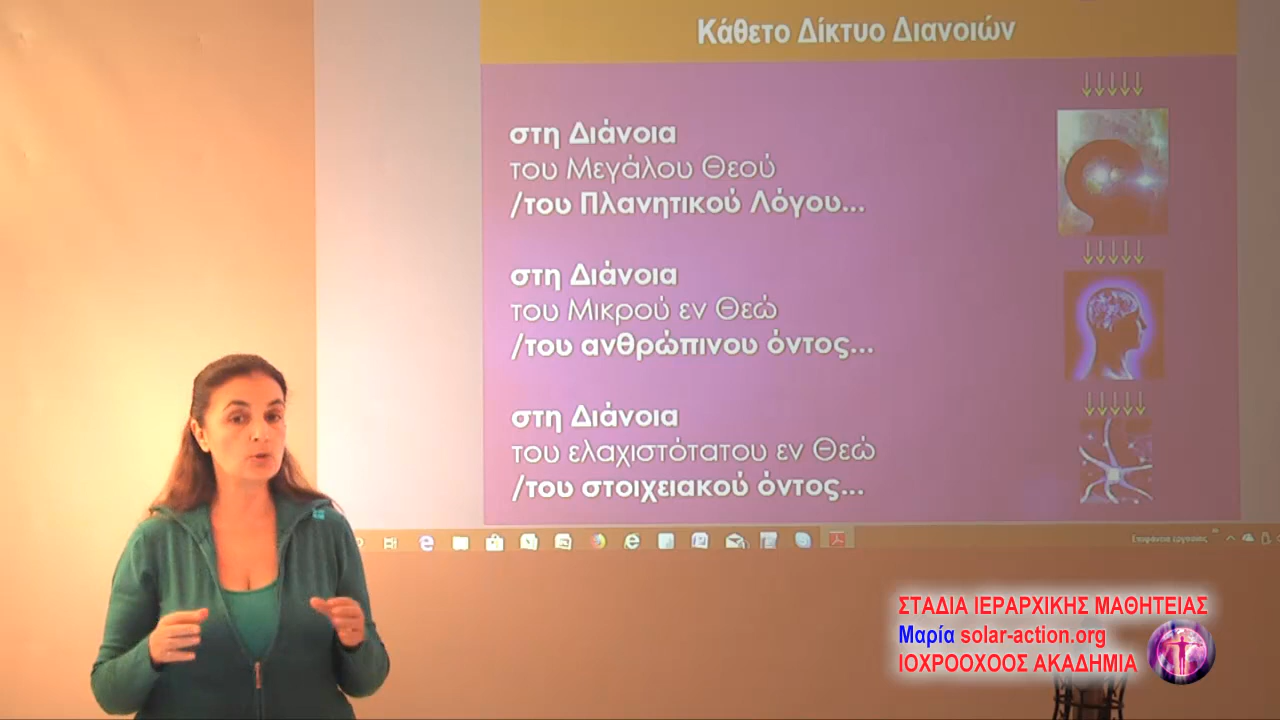 Κάθετο Δίκτυο Διανοιών
στη Διάνοια
του Μεγάλου Θεού
/του Πλανητικού Λόγου...
στη Διάνοια
του Μικρού εν Θεώ
/του ανθρώπινου όντος...
στη Διάνοια
του ελαχιστότατου εν Θεώ
/του στοιχειακού όντος...
Επιφάνεια εργασίας
ΣΤΑΔΙΑ ΙΕΡΑΡΧΙΚΗΣ ΜΑΘΗΤΕΙΑΣ
Μαρία solar-action.org
ΙΟΧΡΟΟΧΟΟΣ ΑΚΑΔΗΜΙΑ